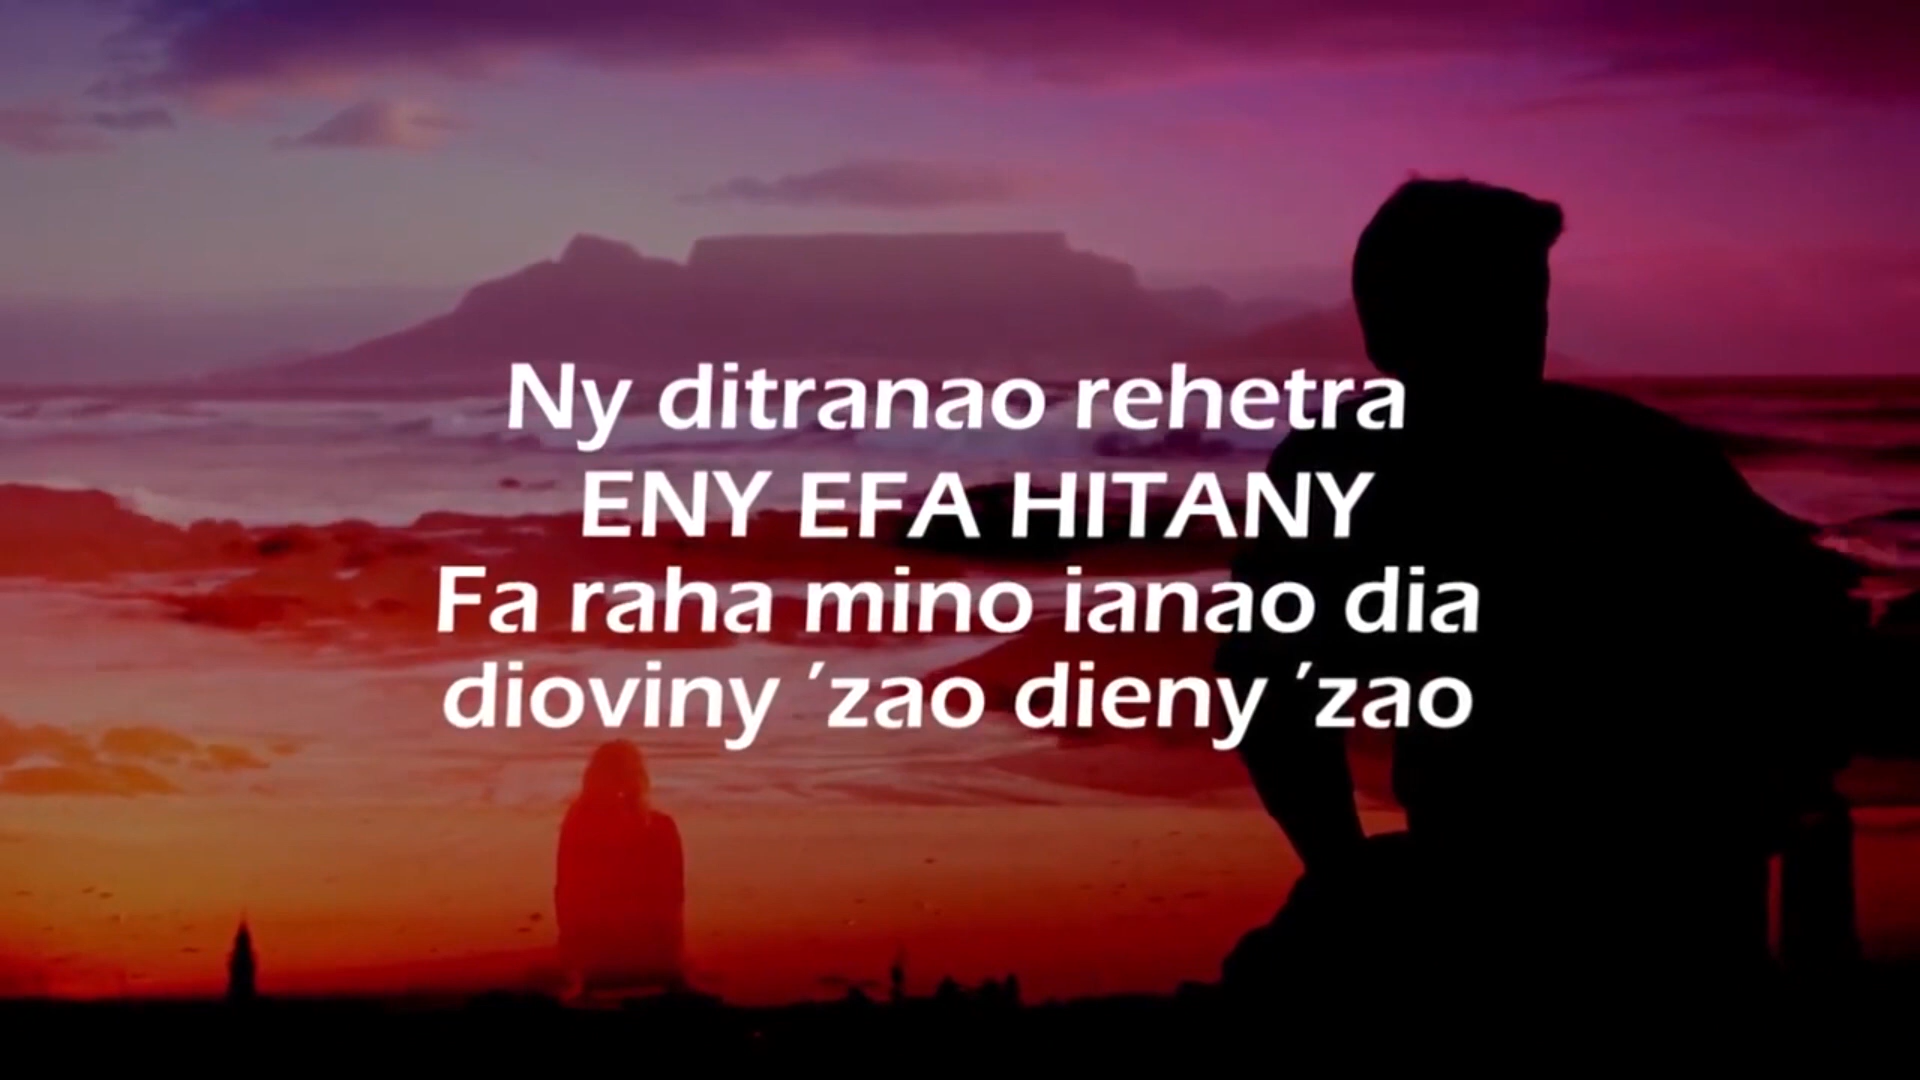 Ny ditranao rehetra
ENY EFA HITANY
Fa raha mino ianao dia
dioviny ’zao dieny ’zao